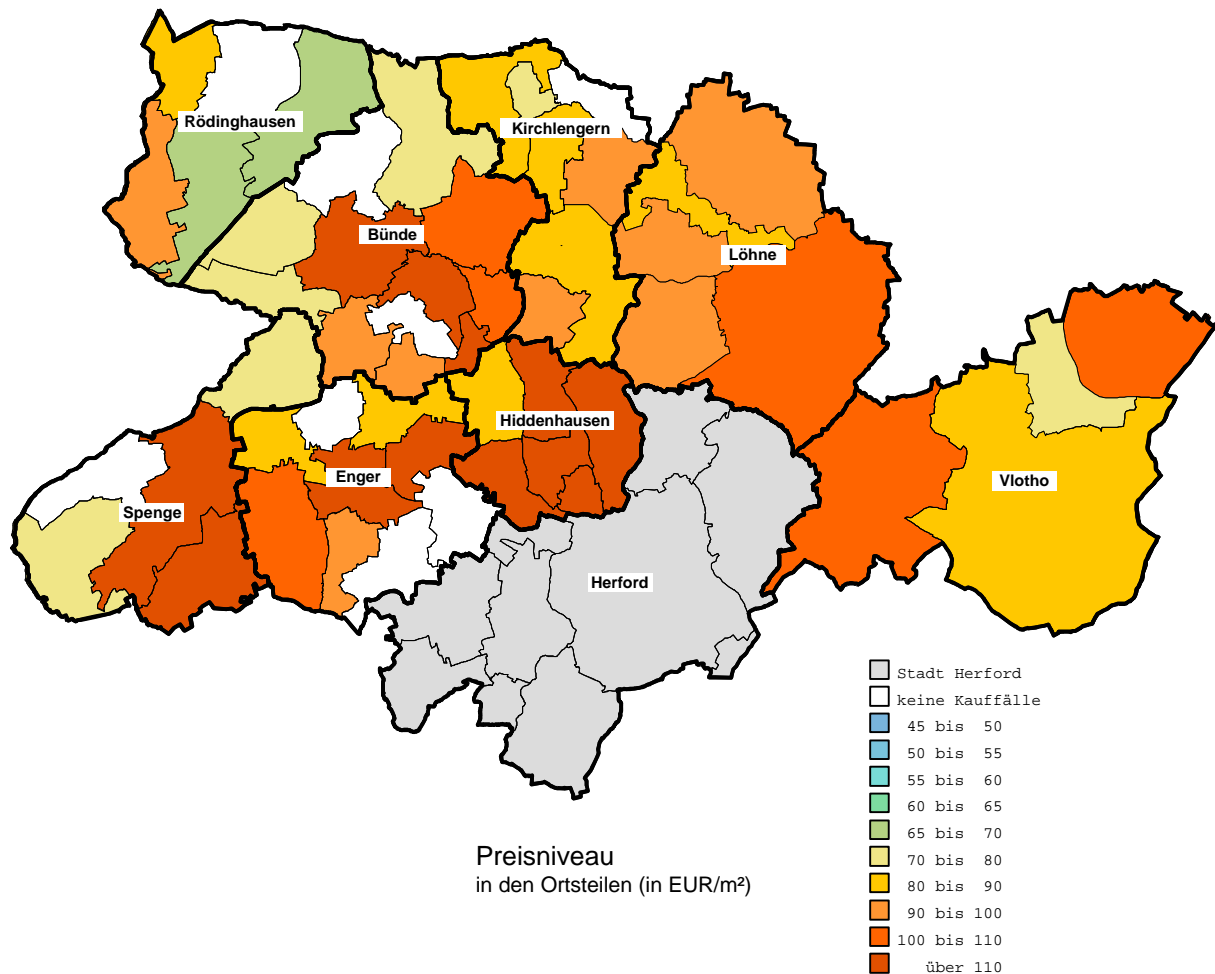 Rödinghausen
Kirchlengern
Bünde
Löhne
Hiddenhausen
Enger
Vlotho
Spenge
Herford
Stadt Herford
keine Kauffälle
45 bis 50
50 bis 55
55 bis 60
60 bis 65
65 bis 70
70 bis 80
80 bis 90
90 bis 100
100 bis 110
über 110
Preisniveau
in den Ortsteilen (in EUR/m²)